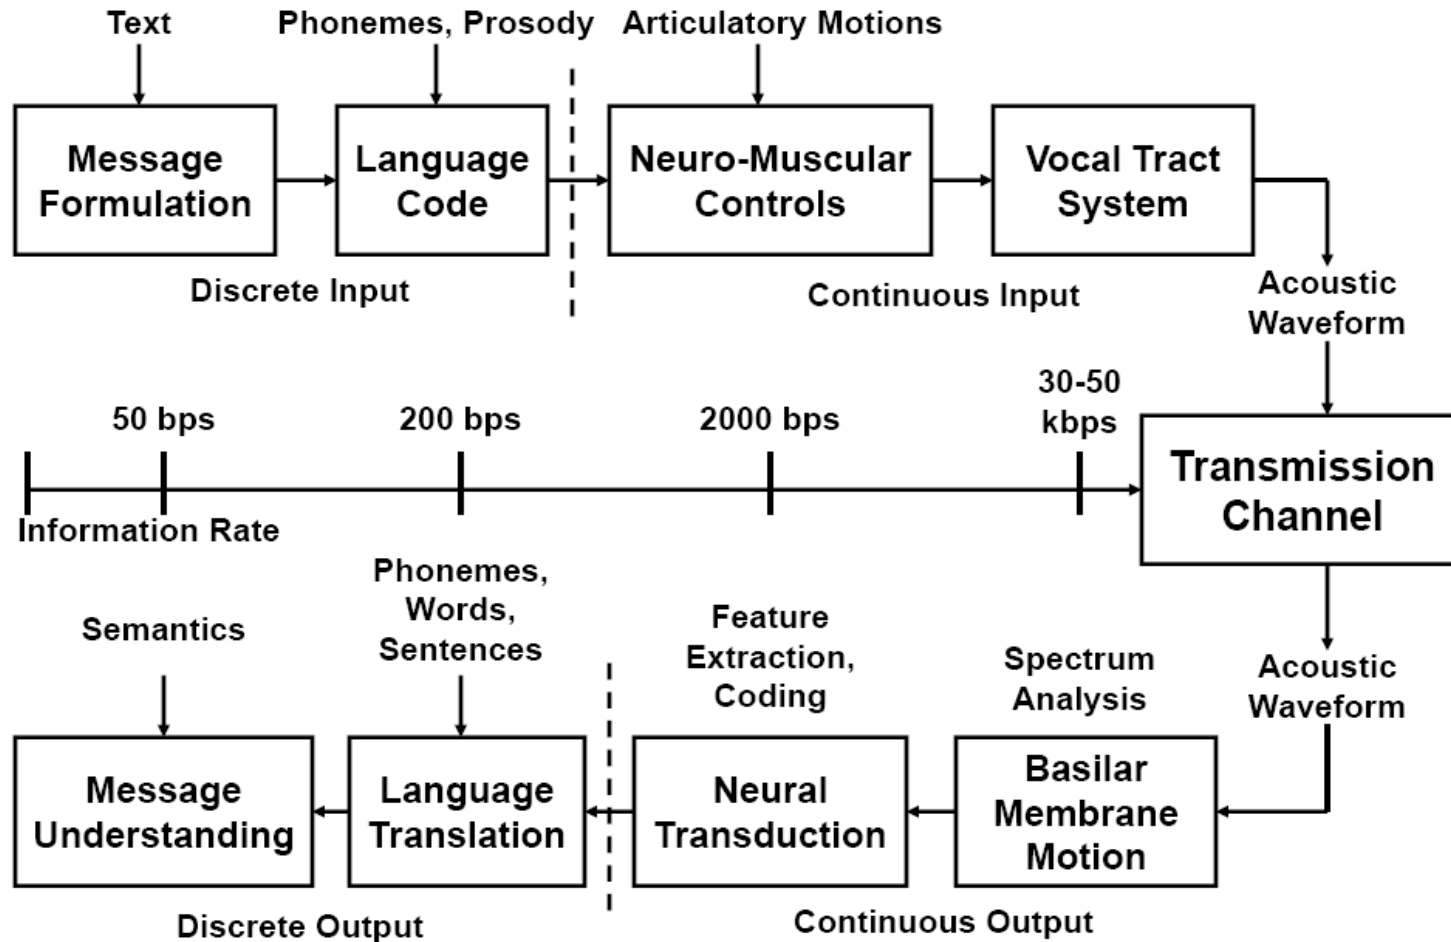 Text
Phonemes, Prosody
Articulatory Motions
Message
Formulation
Language
Code
Neuro-Muscular
Controls
Vocal Tract
System
Discrete Input
Continuous Input
Acoustic
Waveform
50 bps
200 bps
2000 bps
30-50
kbps
Information Rate
Transmission
Channel
Semantics
Phonemes,
Words,
Sentences
Feature
Extraction,
Coding
Spectrum
Analysis
Acoustic
Waveform
Message
Understanding
Language
Translation
Neural
Transduction
Basilar
Membrane
Motion
Discrete Output
Continuous Output